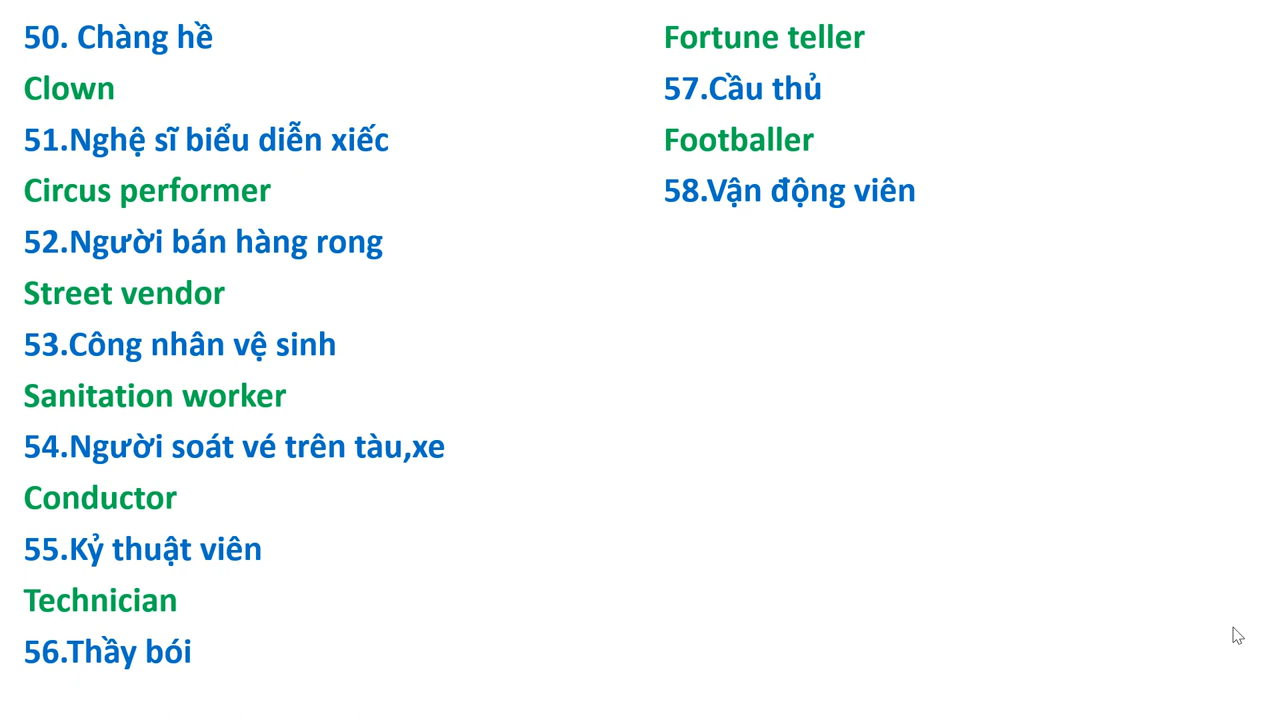 50. Chàng hề
Clown
51.Nghệ sĩ biểu diễn xiếc
Circus performer
52.Người bán hàng rong
Street vendor
53.Công nhân vệ sinh
Sanitation worker
54.Người soát vé trên tàu,xe
Conductor
55.Kỷ thuật viên
Technician
56.Thầy bói
Fortune teller
57.Cầu thủ
Footballer
58.Vận động viên